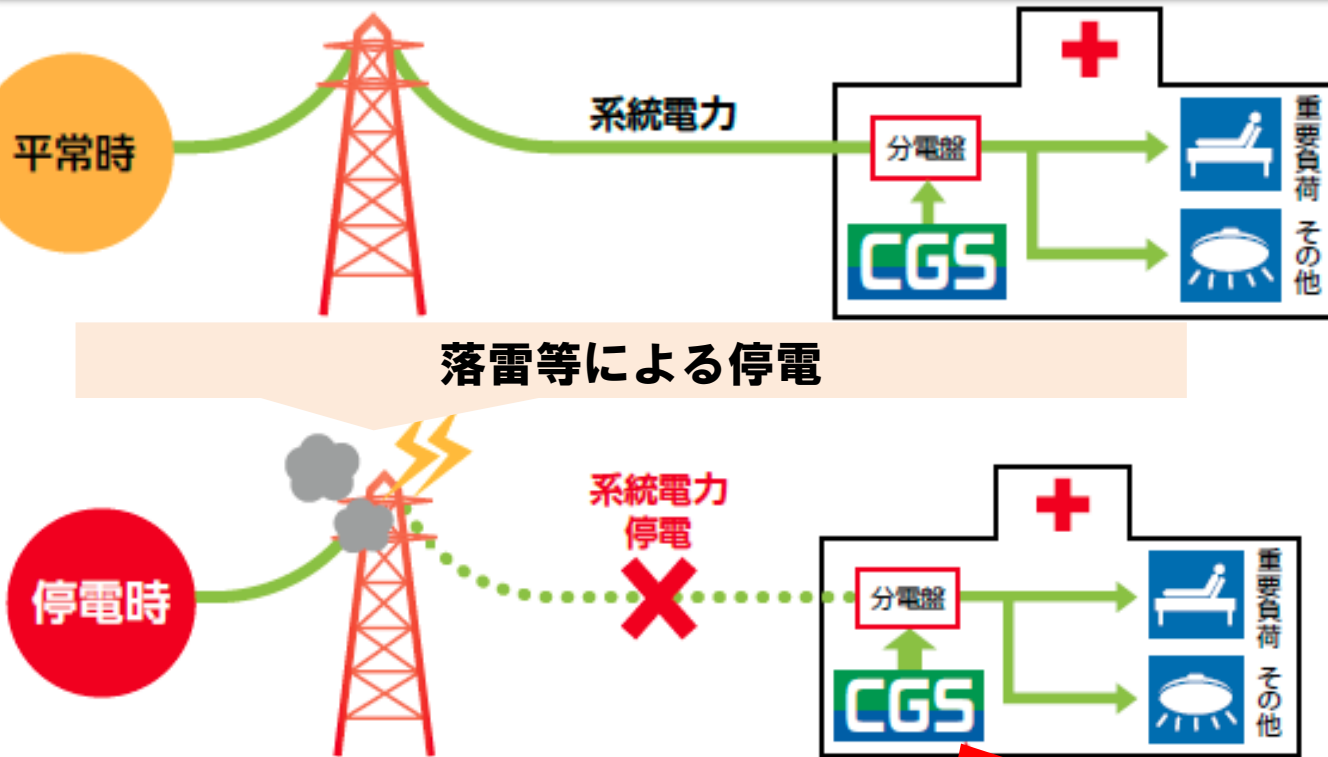 平常時
系統電力
分電盤
CGS
重要負荷
その他
落雷等による停電
停電時
系統電力
停電
分電盤
CGS
重要負荷
その他